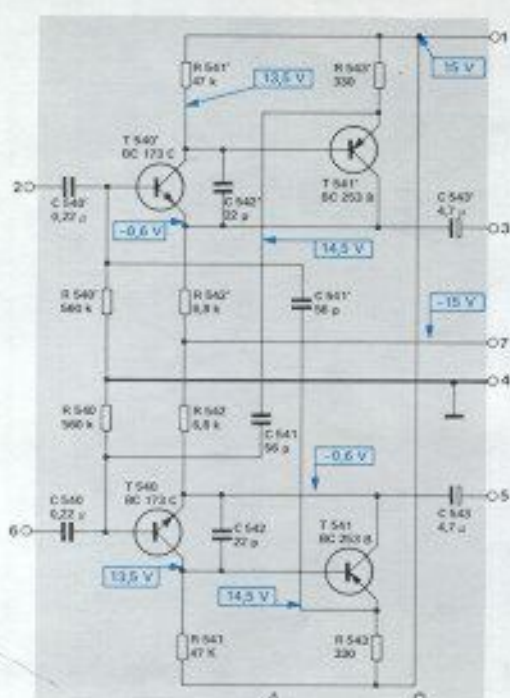 1
R 541'
47 k
13,5 V
R 543'
330
15 V
T 540'
BC 173 C
2
C 540'
0,22 µ
C 542'
22 p
T 541'
BC 253 B
C 543'
4,7 µ
3
-0,6 V
14,5 V
R 540'
560 k
R 542'
6,8 k
C 541'
56 p
-15 V
7
4
R 540
560 k
R 542
6,8 k
C 541
56 p
-0,6 V
C 540
0,22 µ
T 540
BC 173 C
C 542
22 p
T 541
BC 253 B
C 543
4,7 µ
5
6
13,5 V
14,5 V
R 541
47 K
R 543
330